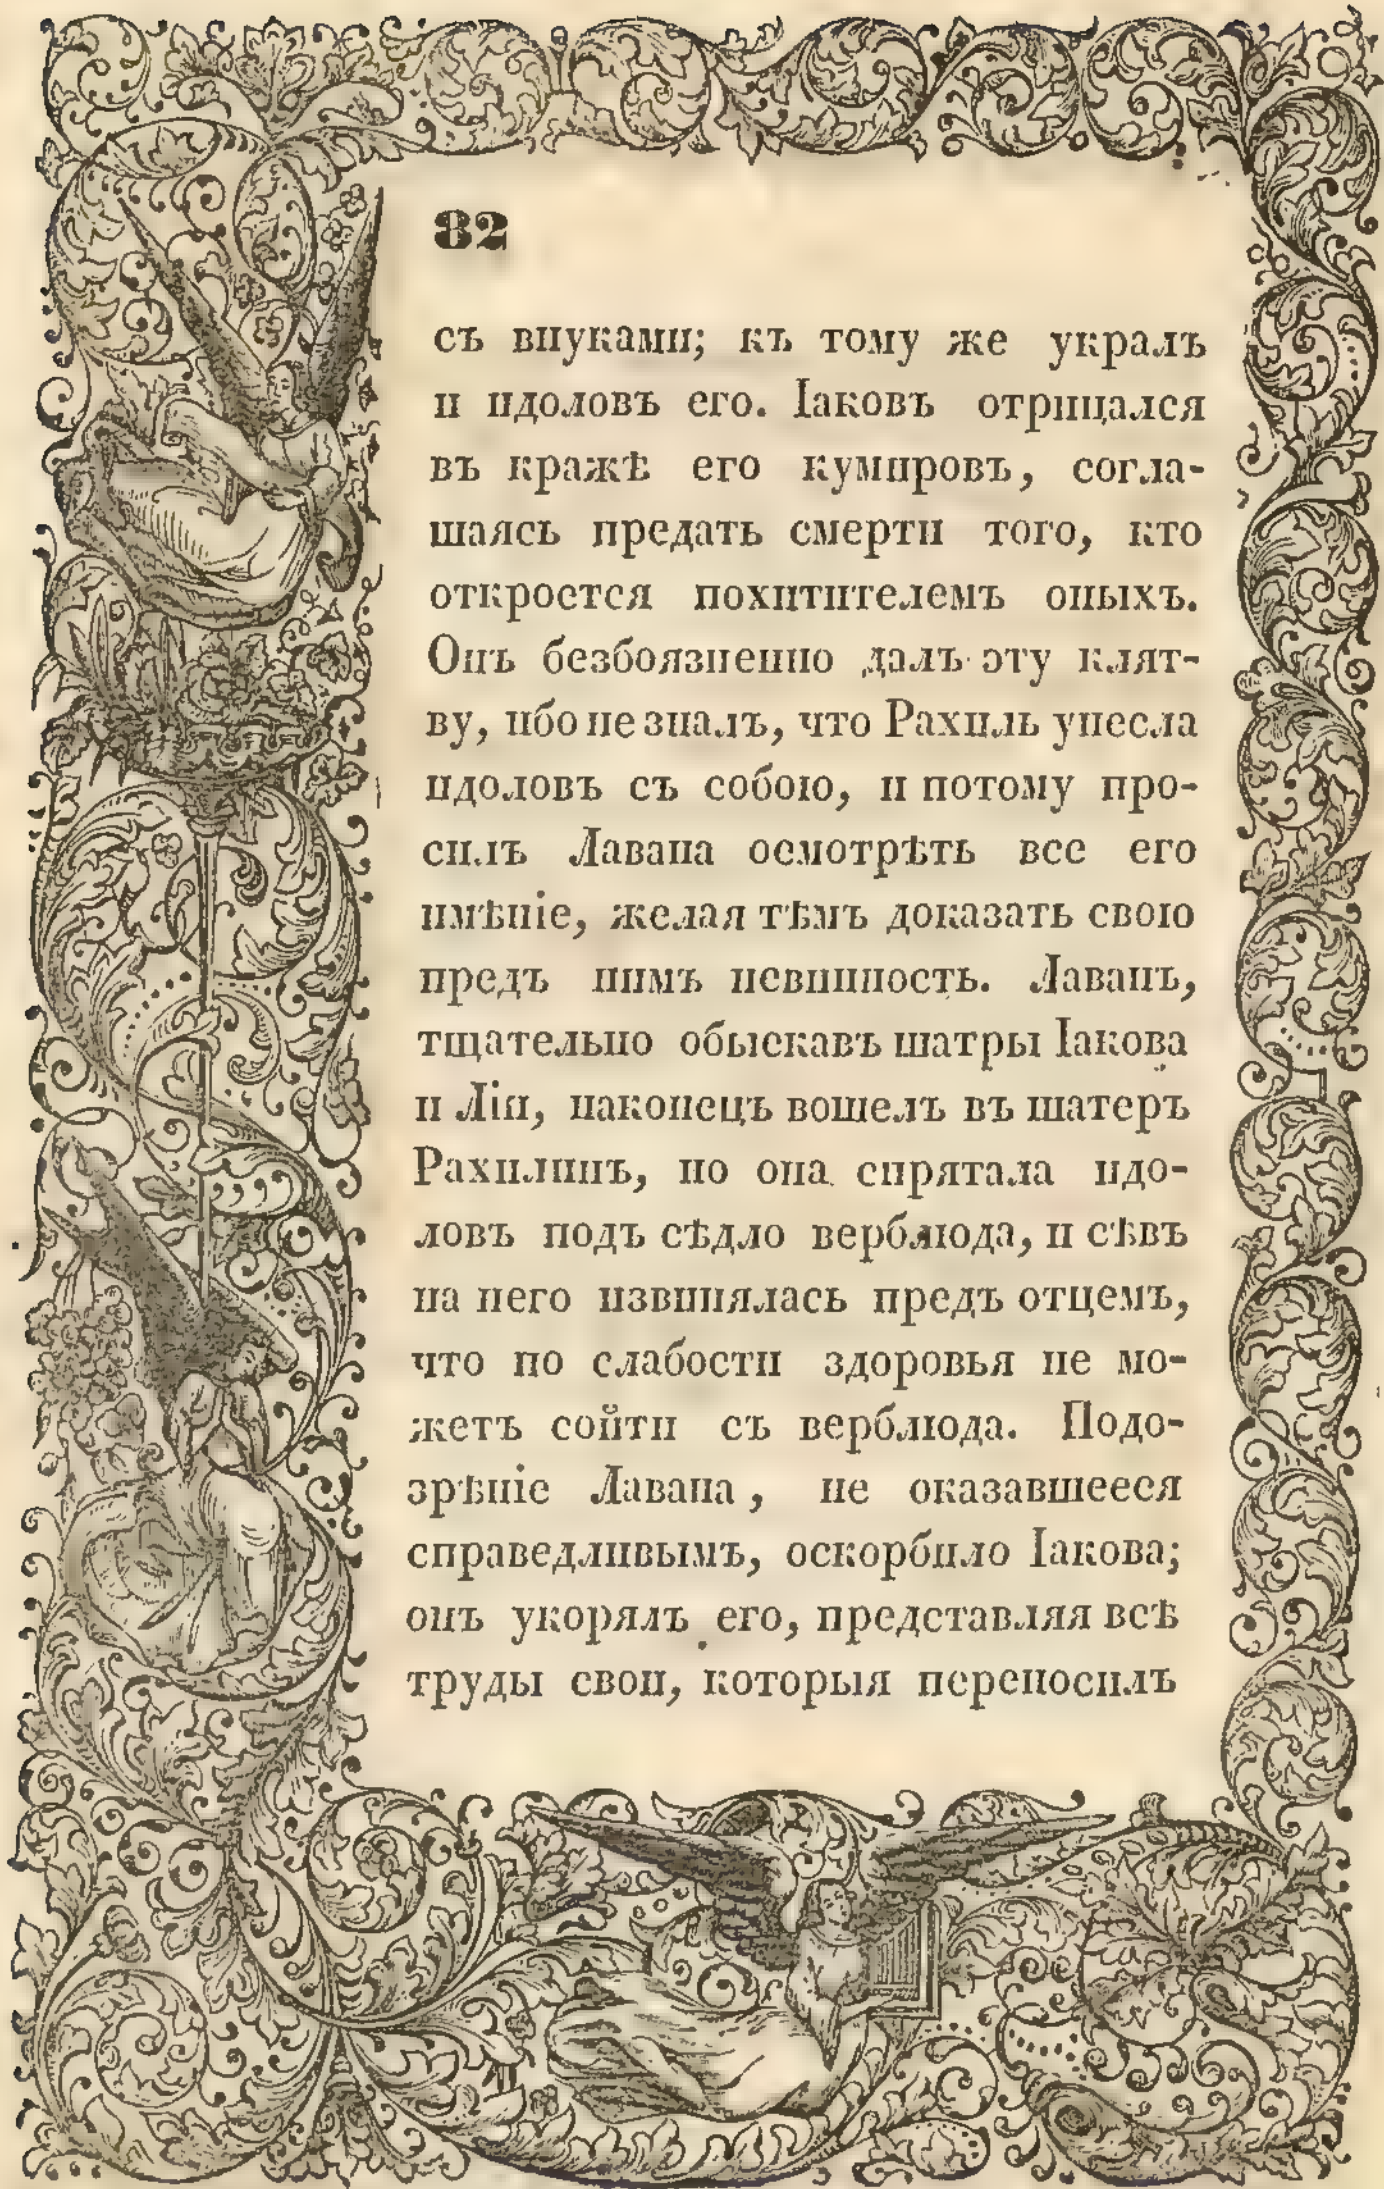 82
съ внуками; къ тому же укралъ
и идоловъ его. Іаковъ отрицался
въ кражѣ его кумировъ, согла-
шаясь предать смерти того, кто
откроется похитителемъ оныхъ.
Онъ безбоязненно далъ эту клят-
ву, ибо не зналъ, что Рахиль унесла
идоловъ съ собою, и потому про-
силъ Лавана осмотрѣть все его
имѣніе, желая тѣмъ доказать свою
предъ нимъ невинность. Лаванъ,
тщательно обыскавъ шатры Іакова
и Ліи, наконецъ вошелъ въ шатеръ
Рахилинъ, но она спрятала идо-
ловъ подъ сѣдло верблюда, и сѣвъ
на него извинялась предъ отцемъ,
что по слабости здоровья не мо-
жетъ сойти съ верблюда. Подо-
зрѣніе Лавана, не оказавшееся
справедливымъ, оскорбило Іакова;
онъ укорялъ его, представляя всѣ
труды свои, которыя переносилъ